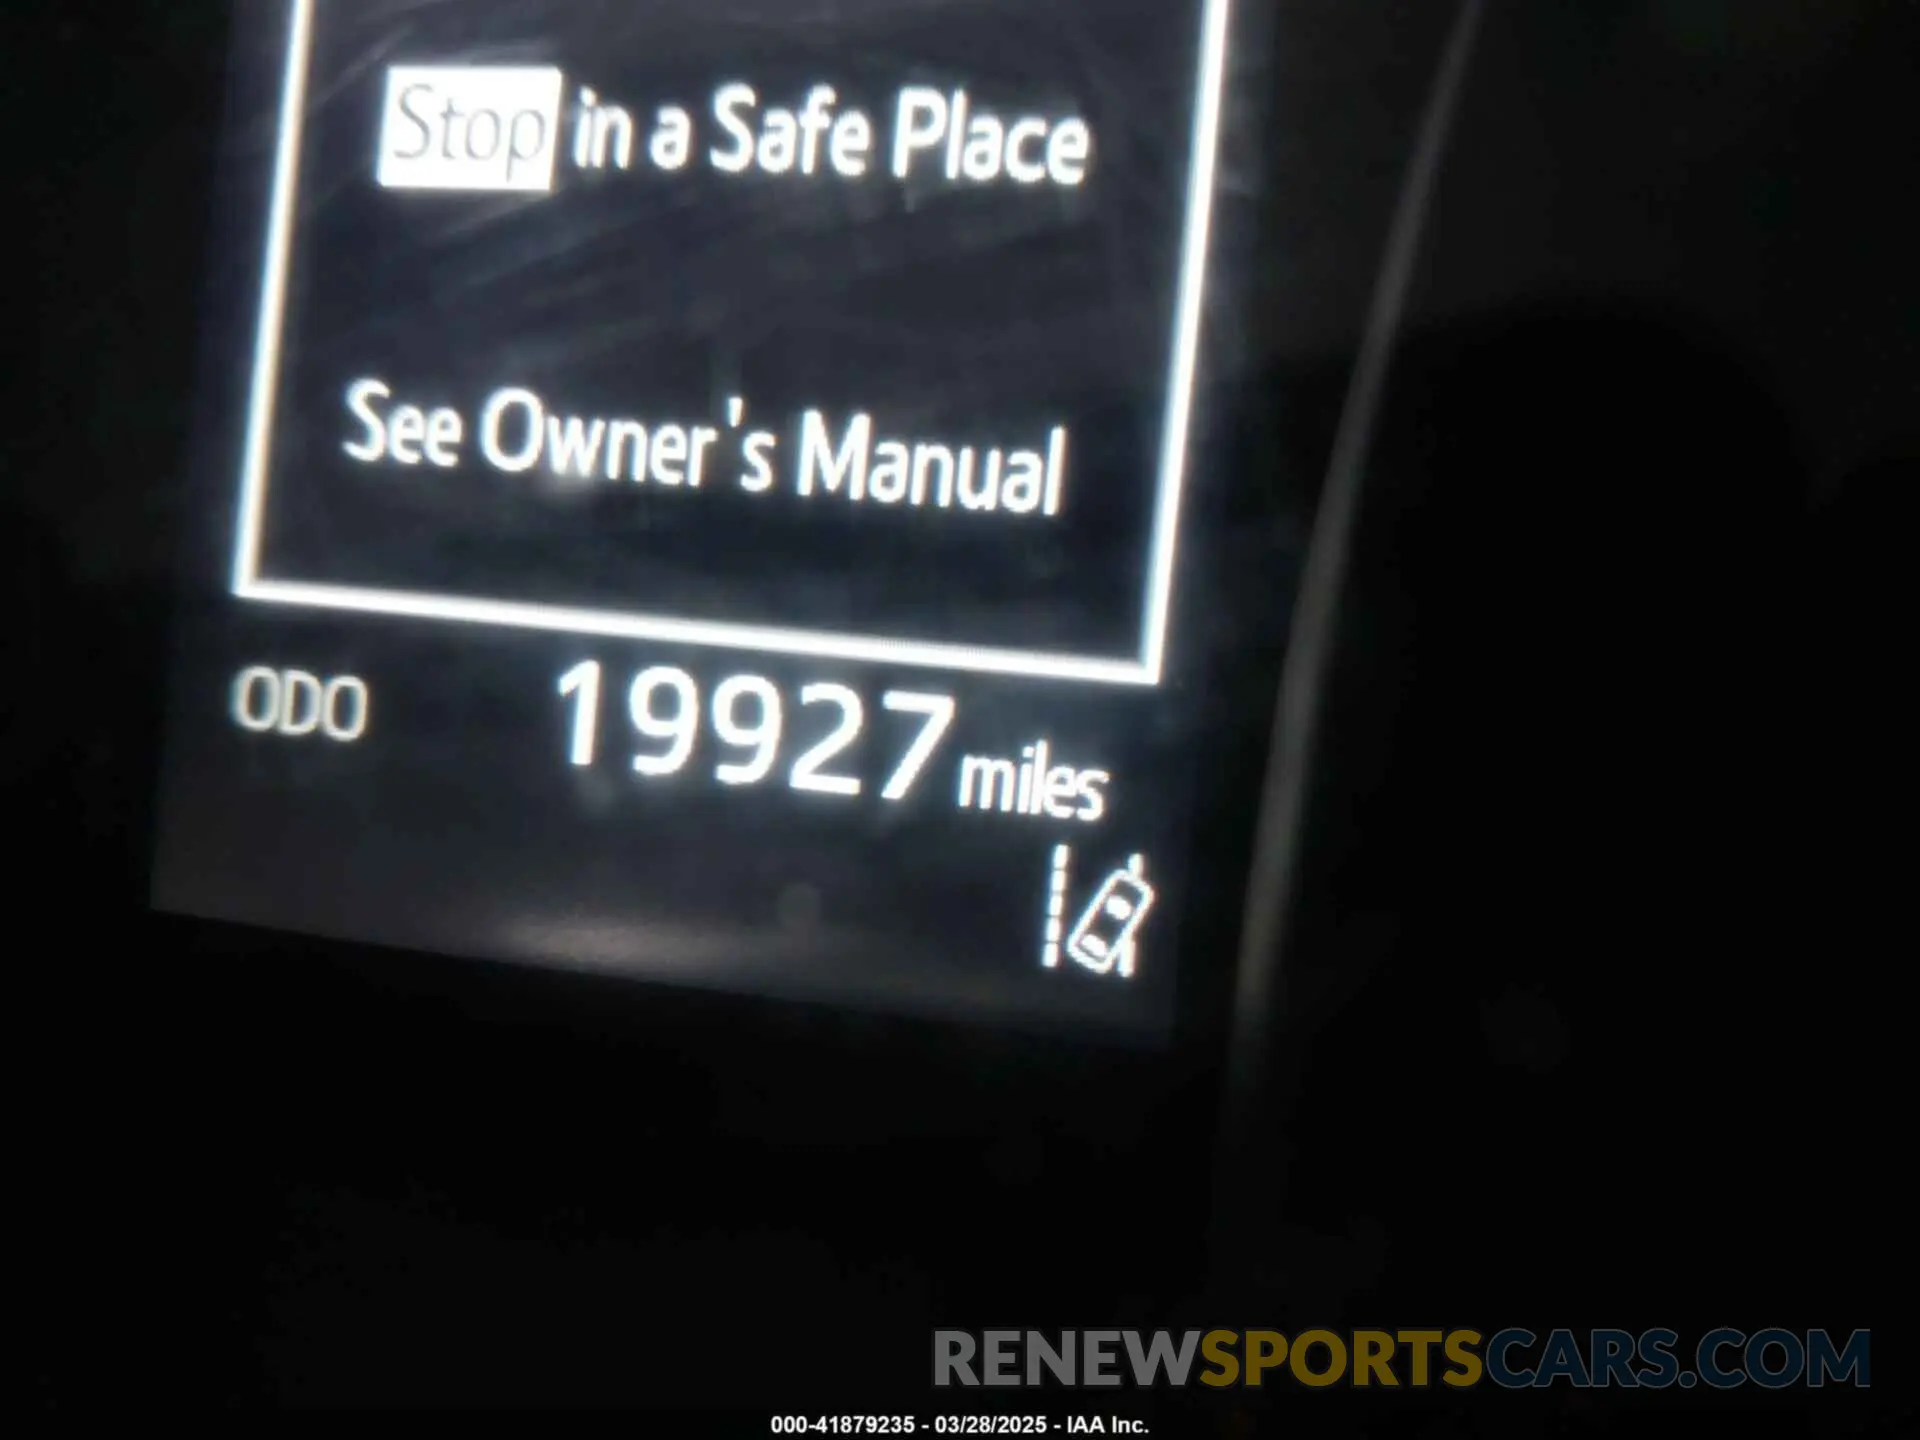 Stop in a Safe Place
See Owner's Manual
ODO 19927 miles
RENEWSPORTSCARS.COM
000-41879235 - 03/28/2025 - IAA Inc.